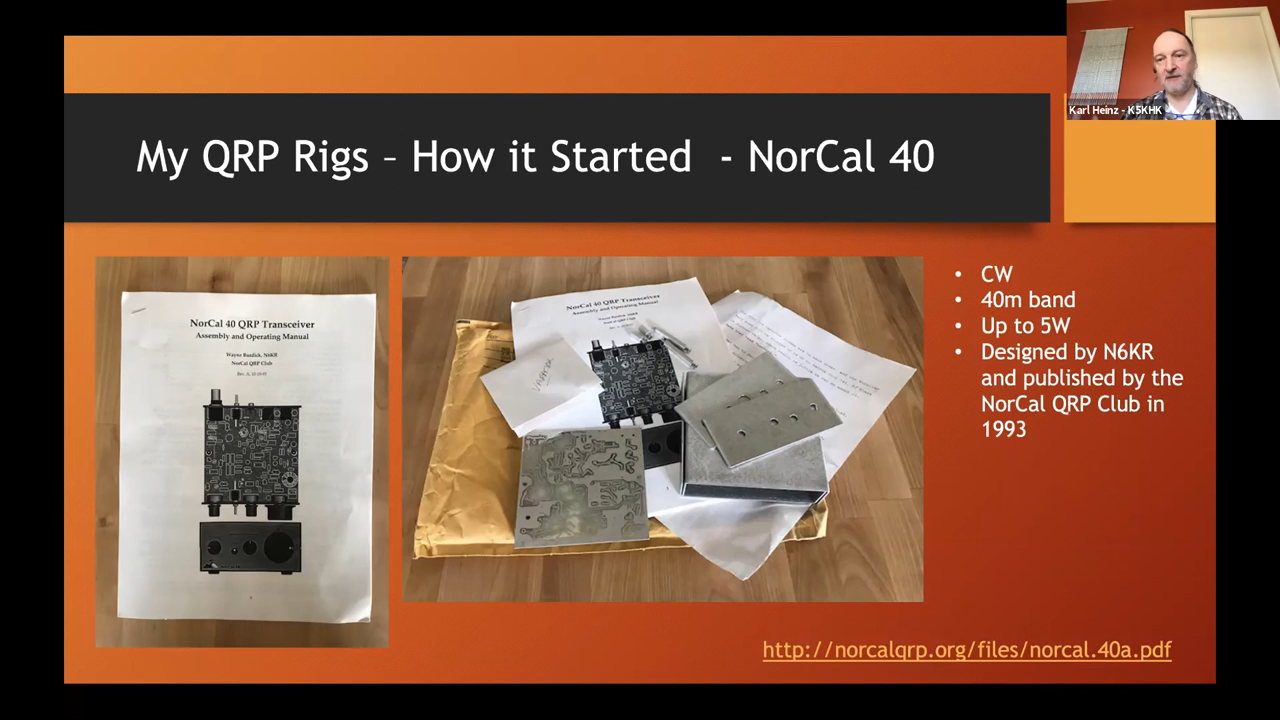 Karl Heinz - K5KHK
My QRP Rigs – How it Started - NorCal 40
NorCal 40 QRP Transceiver
Assembly and Operating Manual
Wayne Burdick, N6KR
NorCal QRP Club
NorCal 40 QRP Transceiver
Assembly and Operating Manual
• CW
• 40m band
• Up to 5W
• Designed by N6KR
and published by the
NorCal QRP Club in
1993
http://norcalqrp.org/files/norcal.40a.pdf